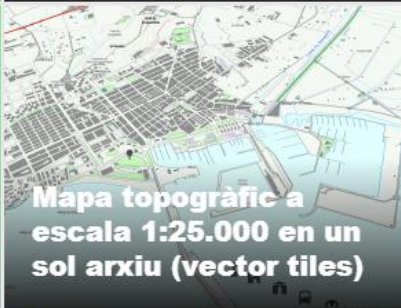 Mapa topogràfic a
escala 1:25.000 en un
sol arxiu (vector tiles)